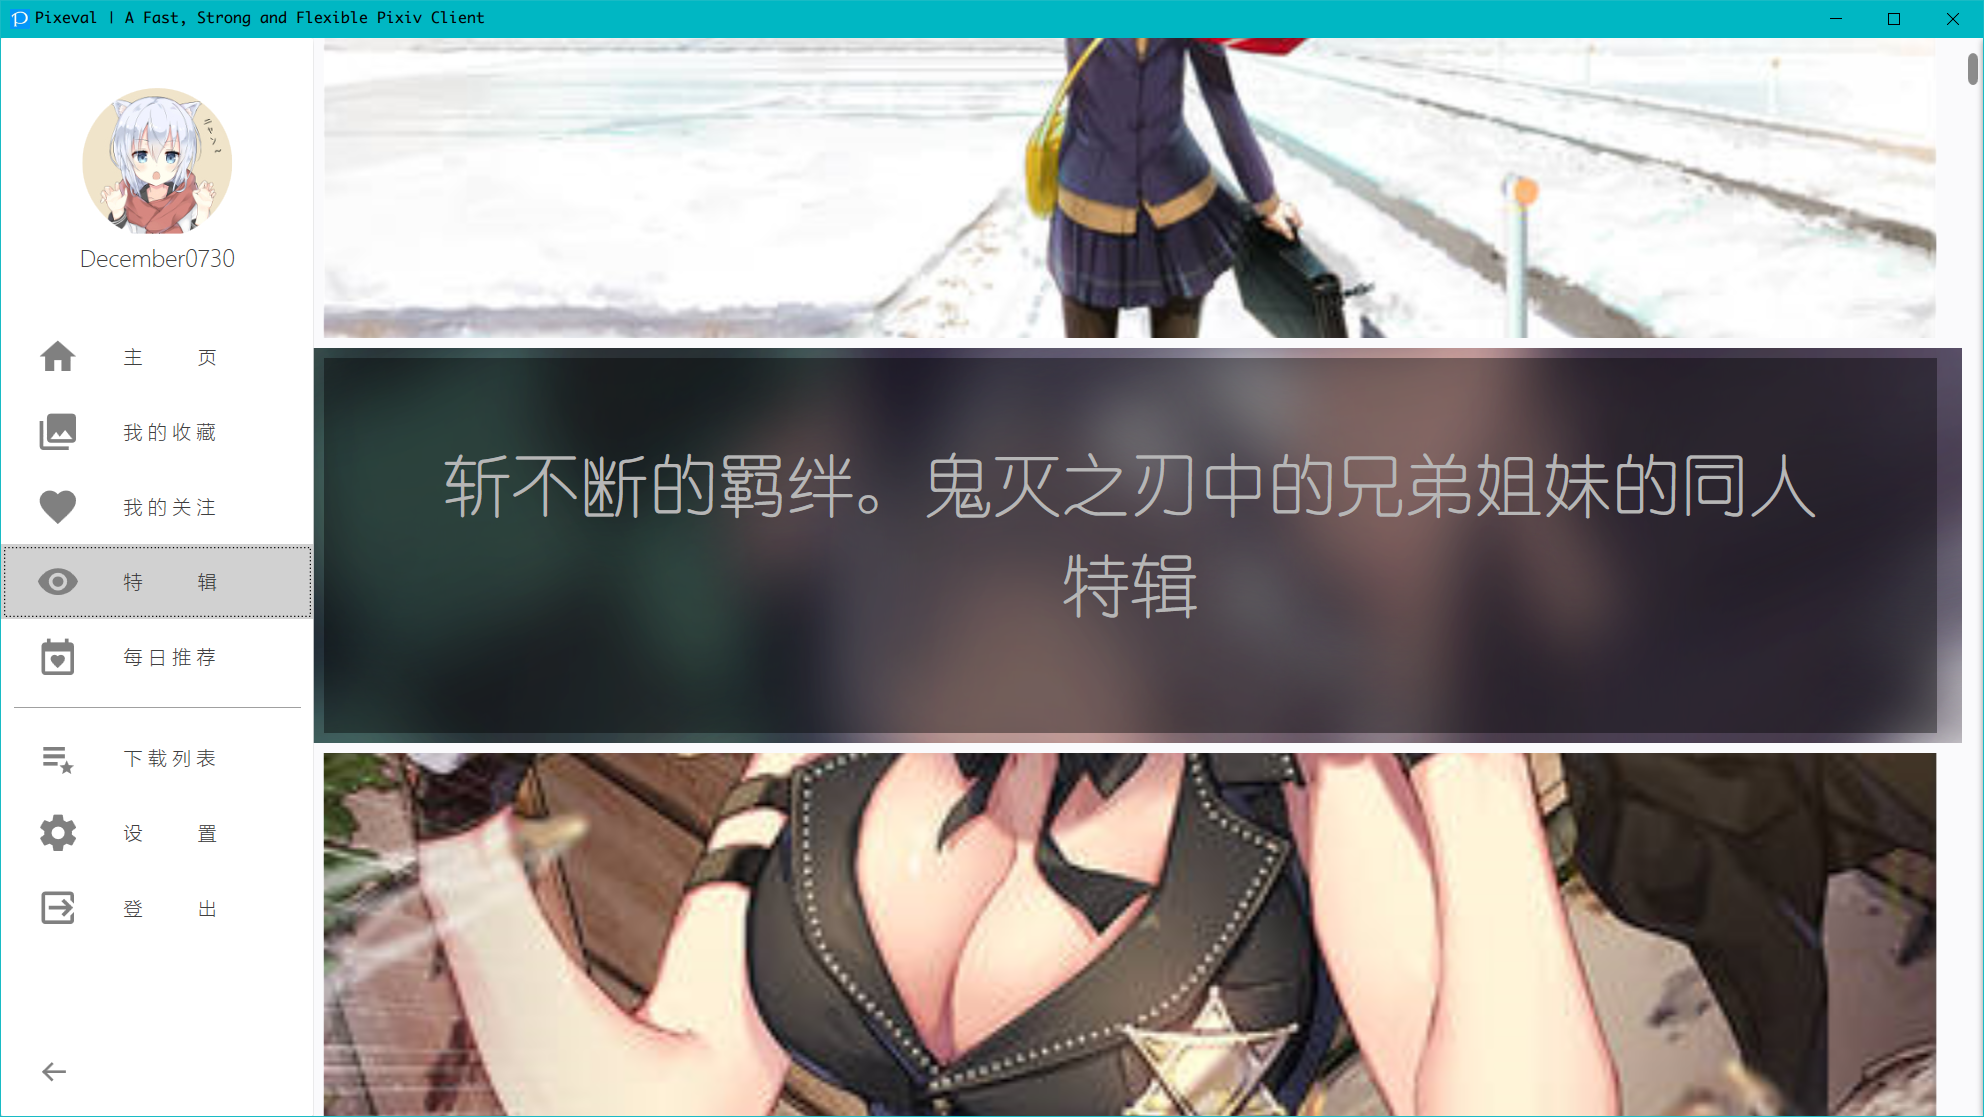 Pixeval | A Fast, Strong and Flexible Pixiv Client
December0730
主 页
我的收藏
我的关注
特 辑
每日推荐
下载列表
设 置
登 出
斩不断的羁绊。鬼灭之刃中的兄弟姐妹的同人
特辑